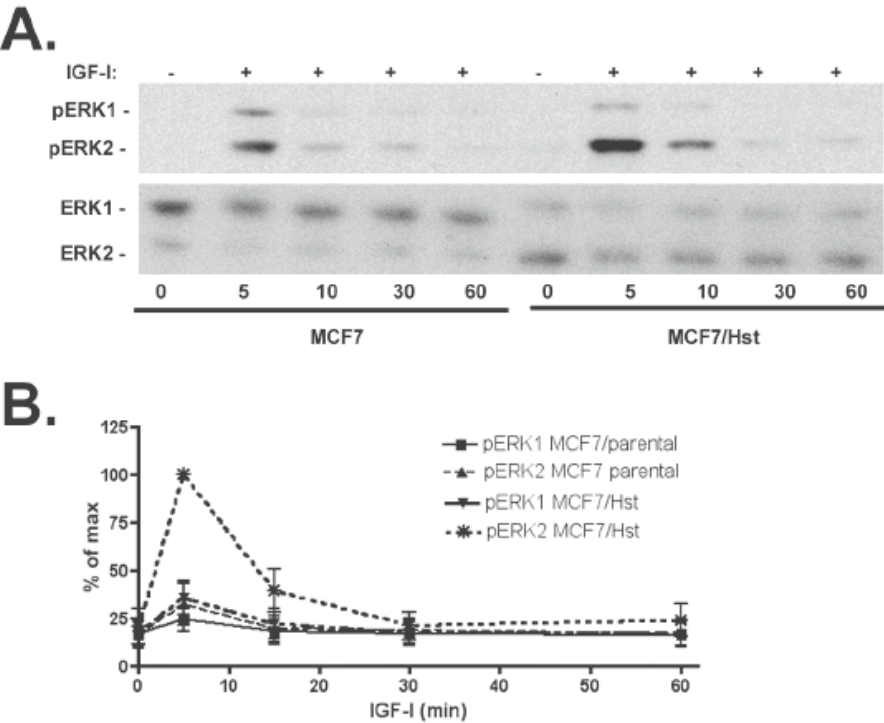 A.
IGF-I: - + + + + - + + + +
pERK1 -
pERK2 -
ERK1 -
ERK2 -
0 5 10 30 60 0 5 10 30 60
MCF7 MCF7/Hst
B.
125
100
75
50
25
0
% of max
pERK1 MCF7/parental
pERK2 MCF7 parental
pERK1 MCF7/Hst
pERK2 MCF7/Hst
0 10 20 30 40 50 60
IGF-I (min)